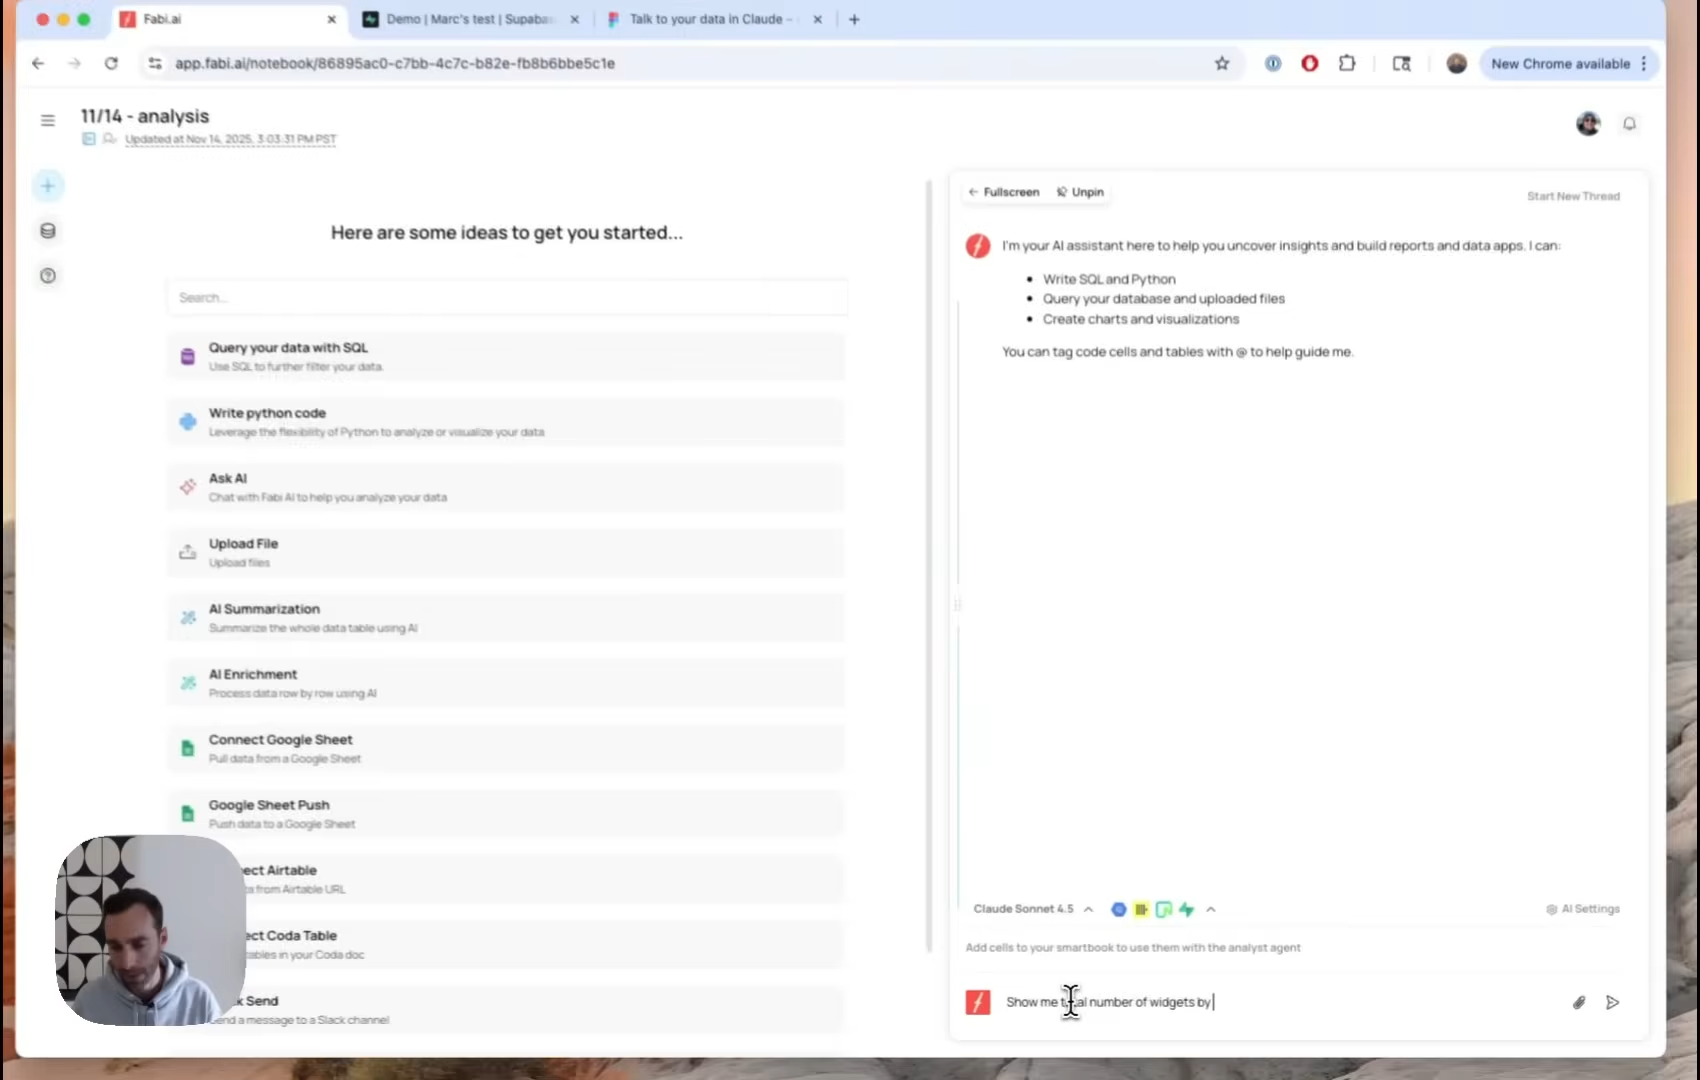 Fabi.ai
Demo | Marc's test | Supaba
Talk to your data in Claude –
app.fabi.ai/notebook/86895ac0-c7bb-4c7c-b82e-fb8b6bbe5c1e
New Chrome available
11/14 - analysis
Updated at Nov 14, 2025, 3:03:31 PM PST
Here are some ideas to get you started...
Search...
Query your data with SQL
Use SQL to further filter your data.
Write python code
Leverage the flexibility of Python to analyze or visualize your data
Ask AI
Chat with Fabi AI to help you analyze your data
Upload File
Upload files
AI Summarization
Summarize the whole data table using AI
AI Enrichment
Process data row by row using AI
Connect Google Sheet
Pull data from a Google Sheet
Google Sheet Push
Push data to a Google Sheet
ect Airtable
from Airtable URL
ect Coda Table
in your Coda doc
Send
a message to a Slack channel
Fullscreen
Unpin
Start New Thread
I'm your AI assistant here to help you uncover insights and build reports and data apps. I can:
• Write SQL and Python
• Query your database and uploaded files
• Create charts and visualizations
You can tag code cells and tables with @ to help guide me.
Claude Sonnet 4.5
AI Settings
Add cells to your smartbook to use them with the analyst agent
Show me total number of widgets by